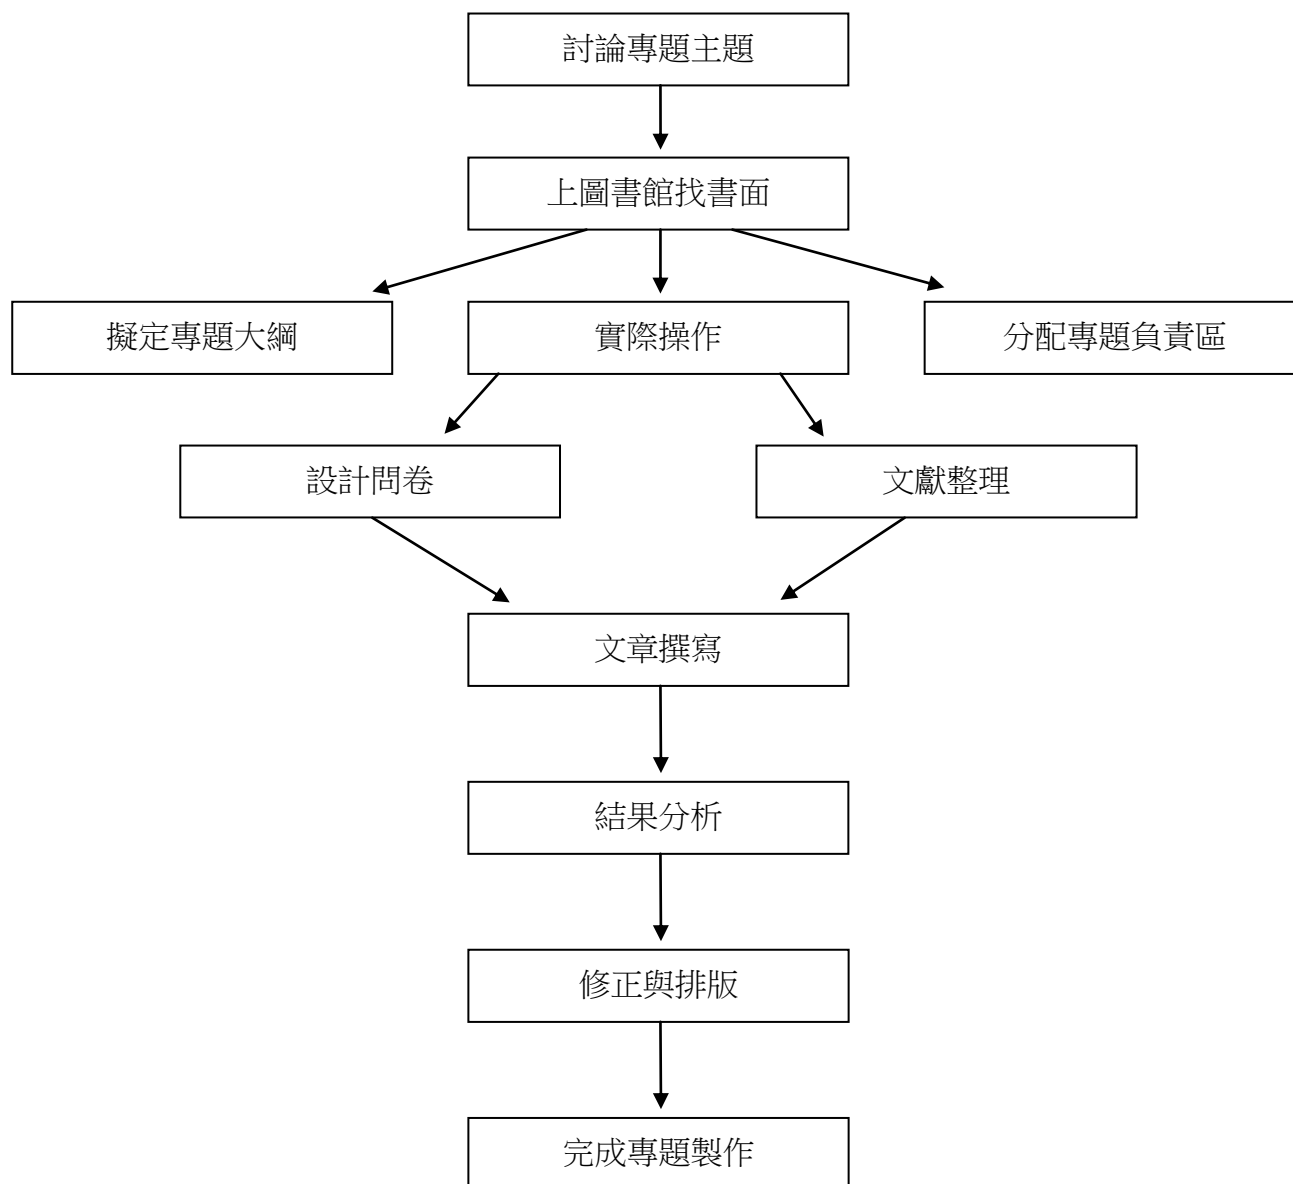 討論專題主題
上圖書館找書面
擬定專題大綱
實際操作
分配專題負責區
設計問卷
文獻整理
文章撰寫
結果分析
修正與排版
完成專題製作